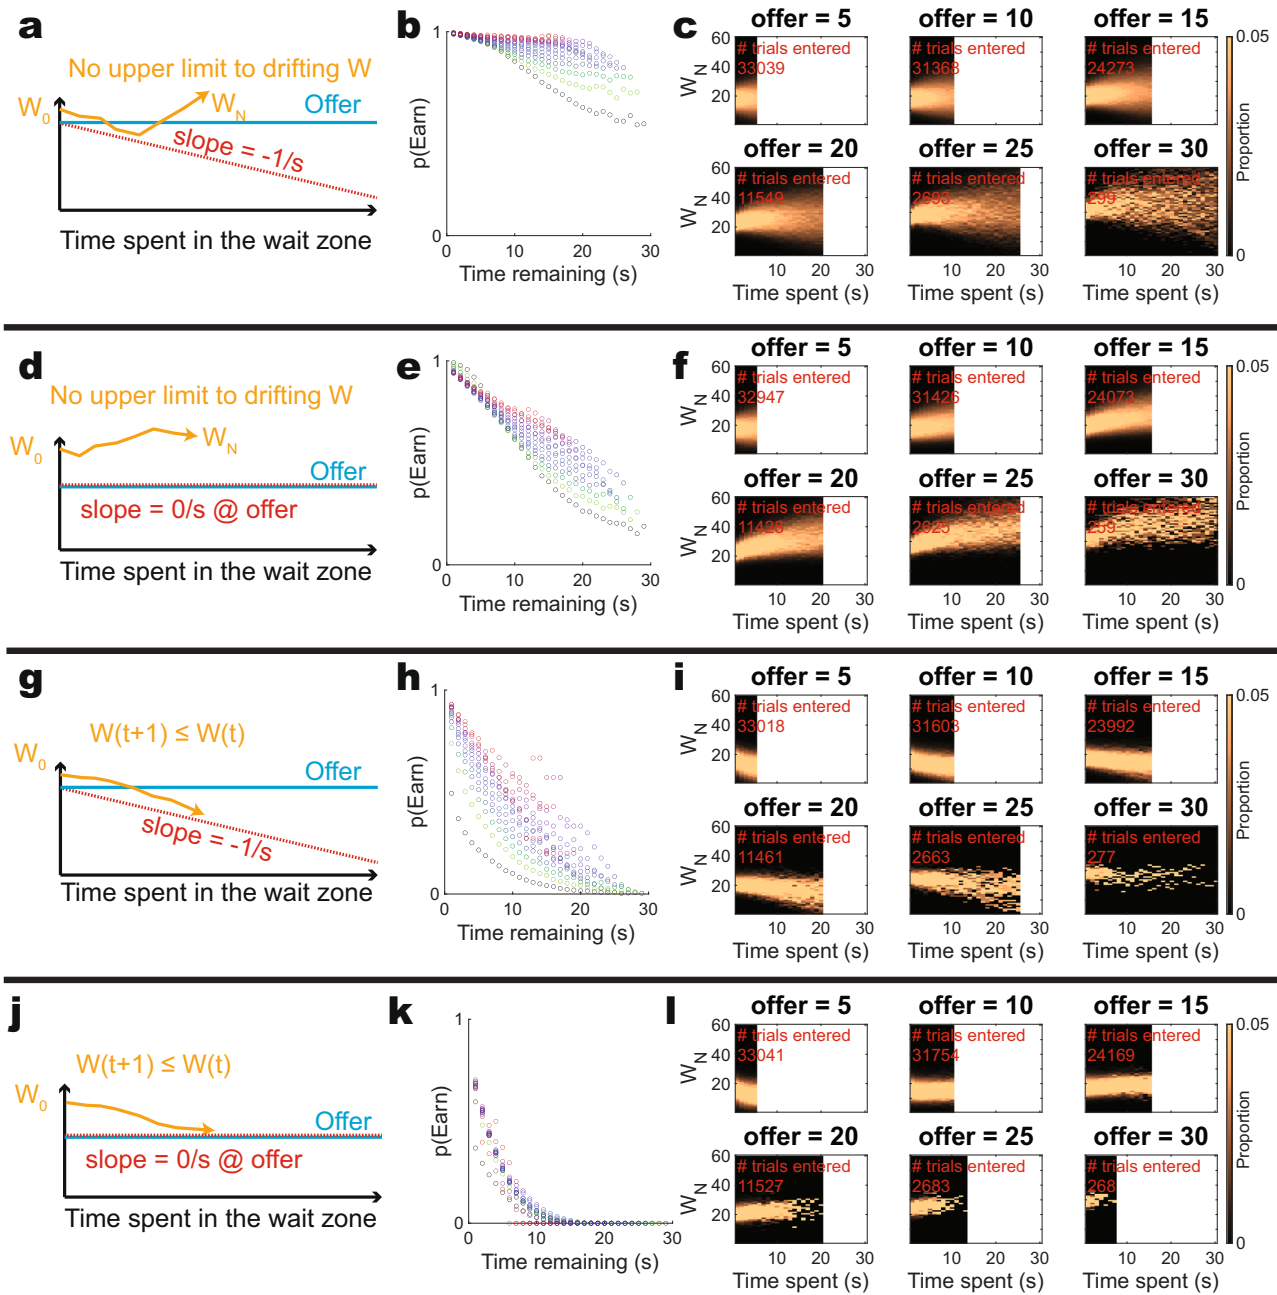 a
No upper limit to drifting W
W0
WN
Offer
slope = -1/s
Time spent in the wait zone
b
1
p(Earn)
0
0 10 20 30
Time remaining (s)
c
offer = 5
offer = 10
offer = 15
60
40
20
WN
# trials entered
33039
# trials entered
31368
# trials entered
24273
0.05
Proportion
0
offer = 20
offer = 25
offer = 30
60
40
20
WN
# trials entered
11549
# trials entered
2693
# trials entered
299
10 20 30
10 20 30
10 20 30
Time spent (s)
Time spent (s)
Time spent (s)
d
No upper limit to drifting W
W0
WN
Offer
slope = 0/s @ offer
Time spent in the wait zone
e
1
p(Earn)
0
0 10 20 30
Time remaining (s)
f
offer = 5
offer = 10
offer = 15
60
40
20
WN
# trials entered
32947
# trials entered
31426
# trials entered
24073
0.05
Proportion
0
offer = 20
offer = 25
offer = 30
60
40
20
WN
# trials entered
11426
# trials entered
2625
# trials entered
259
10 20 30
10 20 30
10 20 30
Time spent (s)
Time spent (s)
Time spent (s)
g
W(t+1) ≤ W(t)
W0
Offer
slope = -1/s
Time spent in the wait zone
h
1
p(Earn)
0
0 10 20 30
Time remaining (s)
i
offer = 5
offer = 10
offer = 15
60
40
20
WN
# trials entered
33018
# trials entered
31603
# trials entered
23992
0.05
Proportion
0
offer = 20
offer = 25
offer = 30
60
40
20
WN
# trials entered
11461
# trials entered
2663
# trials entered
277
10 20 30
10 20 30
10 20 30
Time spent (s)
Time spent (s)
Time spent (s)
j
W(t+1) ≤ W(t)
W0
Offer
slope = 0/s @ offer
Time spent in the wait zone
k
1
p(Earn)
0
0 10 20 30
Time remaining (s)
l
offer = 5
offer = 10
offer = 15
60
40
20
WN
# trials entered
33041
# trials entered
31754
# trials entered
24169
0.05
Proportion
0
offer = 20
offer = 25
offer = 30
60
40
20
WN
# trials entered
11527
# trials entered
2683
# trials entered
268
10 20 30
10 20 30
10 20 30
Time spent (s)
Time spent (s)
Time spent (s)